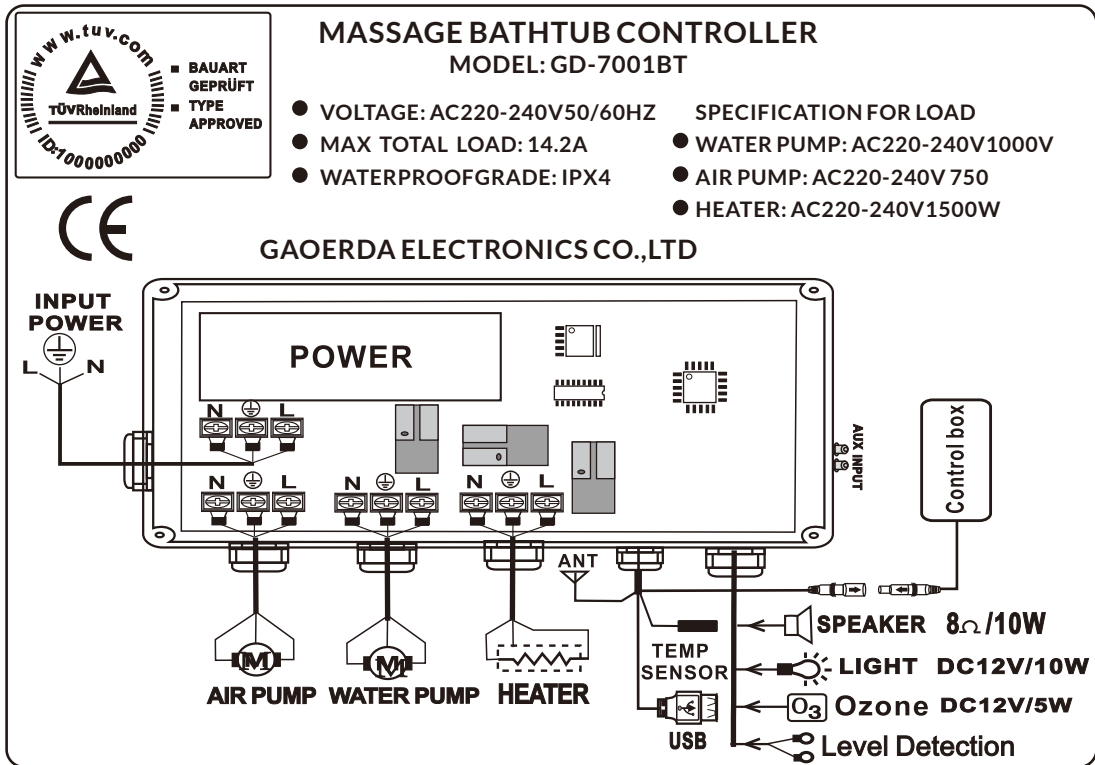 www.tuv.com
TÜVRheinland
ID:1000000000
■ BAUART
GEPRÜFT
■ TYPE
APPROVED
CE
MASSAGE BATHTUB CONTROLLER
MODEL: GD-7001BT
● VOLTAGE: AC220-240V50/60HZ
● MAX TOTAL LOAD: 14.2A
● WATERPROOFGRADE: IPX4
SPECIFICATION FOR LOAD
● WATER PUMP: AC220-240V1000V
● AIR PUMP: AC220-240V 750
● HEATER: AC220-240V1500W
GAOERDA ELECTRONICS CO.,LTD
INPUT
POWER
L N
POWER
N L
N L
N L
N L
AUX INPUT
Control box
ANT
M
AIR PUMP
M
WATER PUMP
HEATER
TEMP
SENSOR
USB
SPEAKER 8Ω/10W
LIGHT DC12V/10W
O3 Ozone DC12V/5W
Level Detection